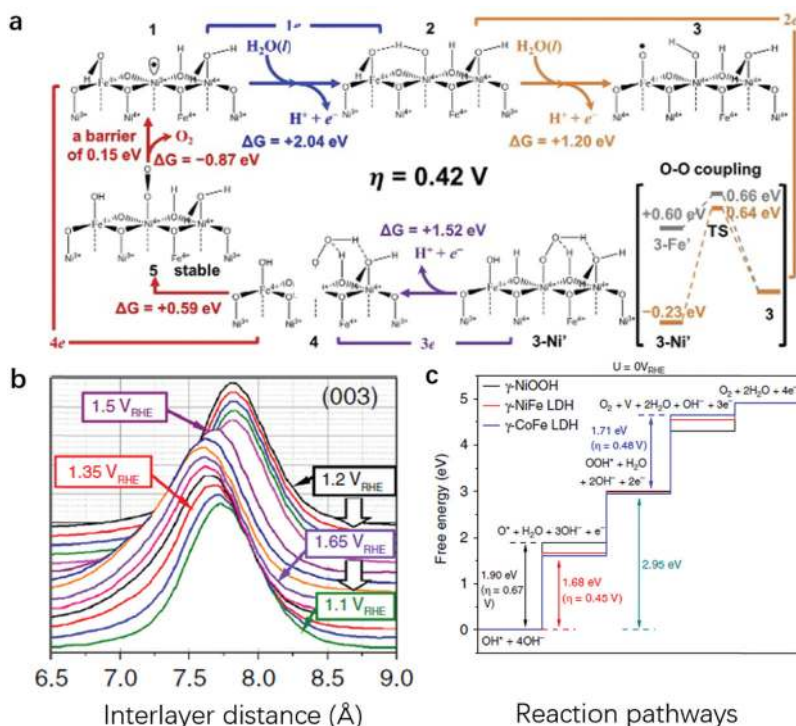 a
1
1e
2
2e
3
H₂O(l)
H₂O(l)
H⁺ + e⁻
H⁺ + e⁻
ΔG = +2.04 eV
ΔG = +1.20 eV
a barrier
of 0.15 eV
O₂
ΔG = −0.87 eV
η = 0.42 V
O-O coupling
+0.60 eV
0.66 eV
0.64 eV
3-Fe'
TS
−0.23 eV
3-Ni'
3
ΔG = +1.52 eV
H⁺ + e⁻
5 stable
ΔG = +0.59 eV
4e
4
3e
3-Ni'
b
(003)
1.5 V_RHE
1.35 V_RHE
1.2 V_RHE
1.65 V_RHE
1.1 V_RHE
6.5 7.0 7.5 8.0 8.5 9.0
Interlayer distance (Å)
c
U = 0V_RHE
γ-NiOOH
γ-NiFe LDH
γ-CoFe LDH
O₂ + 2H₂O + 4e⁻
O₂ + V + 2H₂O + OH⁻ + 3e⁻
1.71 eV
(η = 0.48 V)
OOH* + H₂O
+ 2OH⁻ + 2e⁻
O* + H₂O + 3OH⁻ + e⁻
1.90 eV
(η = 0.67
V)
1.68 eV
(η = 0.45 V)
2.95 eV
OH* + 4OH⁻
Free energy (eV)
5
4
3
2
1
0
Reaction pathways